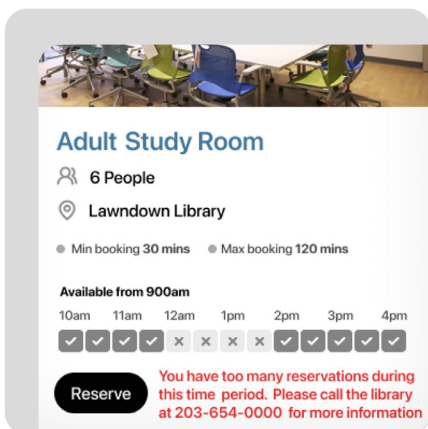 Adult Study Room
6 People
Lawndown Library
Min booking 30 mins Max booking 120 mins
Available from 900am
10am 11am 12am 1pm 2pm 3pm 4pm
Reserve
You have too many reservations during
this time period. Please call the library
at 203-654-0000 for more information